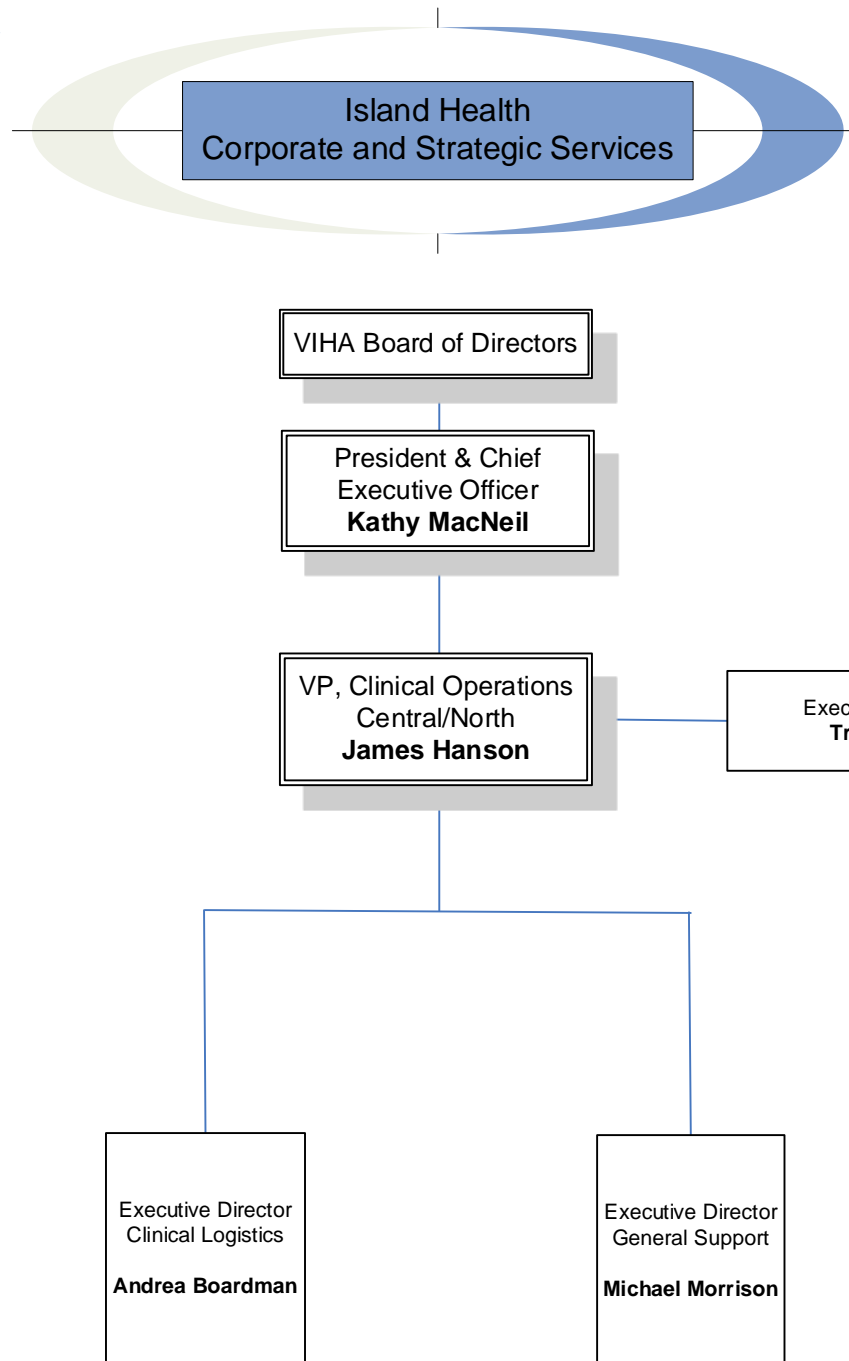 Island Health
Corporate and Strategic Services
VIHA Board of Directors
President & Chief
Executive Officer
Kathy MacNeil
VP, Clinical Operations
Central/North
James Hanson
Executive Director
Clinical Logistics
Andrea Boardman
Executive Director
General Support
Michael Morrison